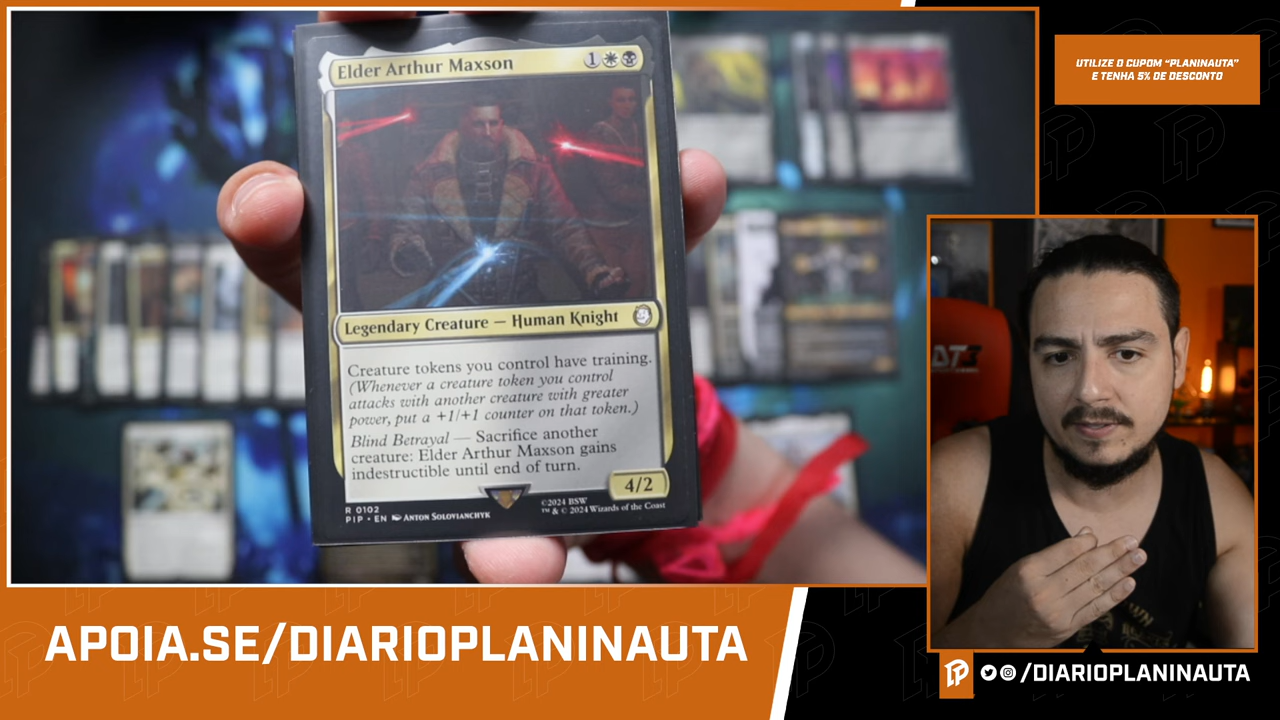 Elder Arthur Maxson 1
Legendary Creature — Human Knight
Creature tokens you control have training.
(Whenever a creature token you control
attacks with another creature with greater
power, put a +1/+1 counter on that token.)
Blind Betrayal — Sacrifice another
creature: Elder Arthur Maxson gains
indestructible until end of turn.
4/2
R 0102
PIP • EN ANTON SOLOVIANCHYK
©2024 BSW
™ & © 2024 Wizards of the Coast
UTILIZE O CUPOM “PLANINAUTA”
E TENHA 5% DE DESCONTO
DT3
APOIA.SE/DIARIOPLANINAUTA
/DIARIOPLANINAUTA